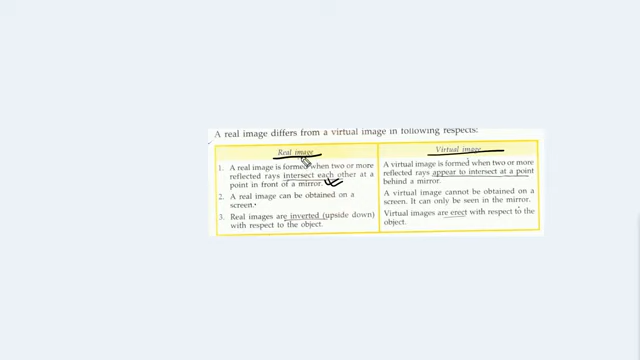 A real image differs from a virtual image in following respects:
Real image
1. A real image is formed when two or more
reflected rays intersect each other at a
point in front of a mirror.
2. A real image can be obtained on a
screen.
3. Real images are inverted (upside down)
with respect to the object.
Virtual image
A virtual image is formed when two or more
reflected rays appear to intersect at a point
behind a mirror.
A virtual image cannot be obtained on a
screen. It can only be seen in the mirror.
Virtual images are erect with respect to the
object.